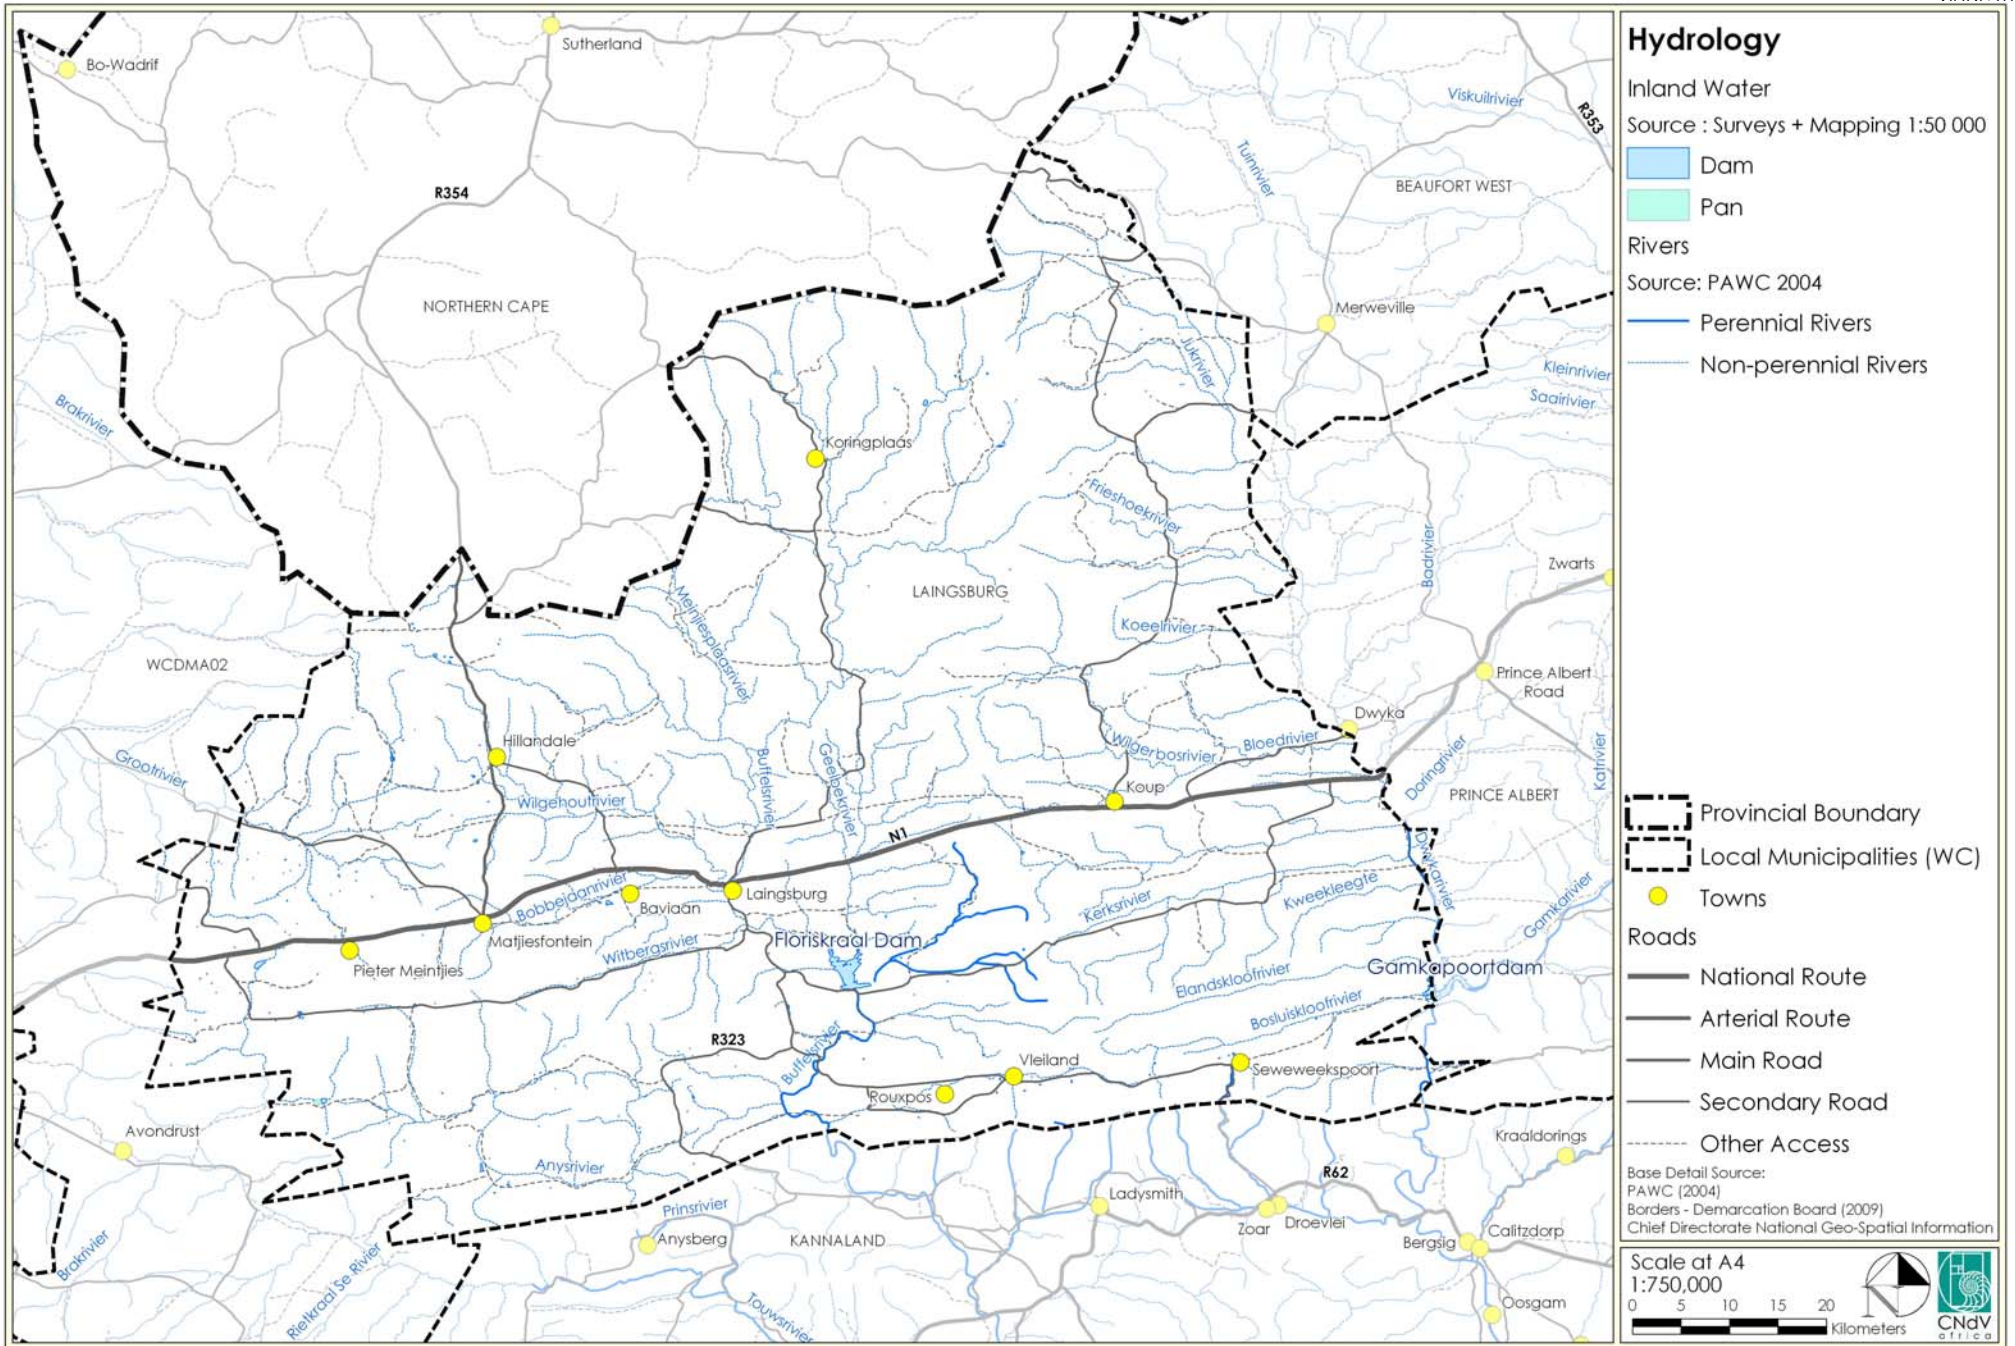 Bo-Wadrif
Sutherland
Viskuilrivier
R353
Tuinrivier
BEAUFORT WEST
R354
NORTHERN CAPE
Merweville
Jukrivier
Kleinrivier
Saairivier
Brakrivier
Koringplaas
Frieshoekrivier
Badrivier
Zwarts
LAINGSBURG
Meintjiesplaasrivier
Koeelrivier
WCDMA02
Prince Albert
Road
Dwyka
Hillandale
Grootrivier
Buffelsrivier
Geelbekrivier
Wilgerbosrivier
Bloedrivier
Doringrivier
Katrivier
Koup
PRINCE ALBERT
Wilgehoutrivier
N1
Dwykarivier
Laingsburg
Bobbejaanrivier
Baviaan
Kerksrivier
Kweekleegte
Gamkarivier
Matjiesfontein
Witbergsrivier
Floriskraal Dam
Pieter Meintjies
Gamkapoortdam
Elandskloofrivier
Bosluiskloofrivier
R323
Buffelsrivier
Vleiland
Seweweekspoort
Rouxpos
Avondrust
Kraaldorings
Anysrivier
R62
Prinsrivier
Ladysmith
Zoar
Droevlei
Anysberg
KANNALAND
Bergsig
Calitzdorp
Brakrivier
Rietkraal Se Rivier
Touwsrivier
Oosgam
Hydrology
Inland Water
Source : Surveys + Mapping 1:50 000
Dam
Pan
Rivers
Source: PAWC 2004
Perennial Rivers
Non-perennial Rivers
Provincial Boundary
Local Municipalities (WC)
Towns
Roads
National Route
Arterial Route
Main Road
Secondary Road
Other Access
Base Detail Source:
PAWC (2004)
Borders - Demarcation Board (2009)
Chief Directorate National Geo-Spatial Information
Scale at A4
1:750,000
0 5 10 15 20
Kilometers
N
CNdV
africa